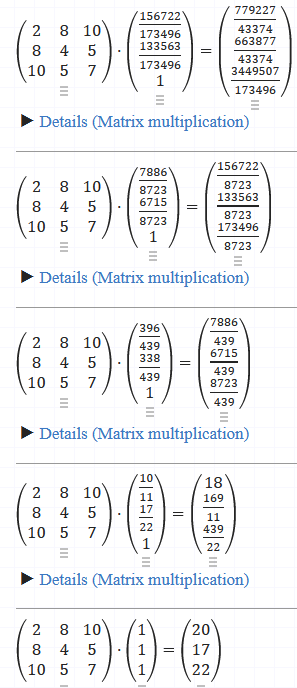 (2 8 10; 8 4 5; 10 5 7) · (156722/173496; 133563/173496; 1) = (779227/43374; 663877/43374; 3449507/173496)
► Details (Matrix multiplication)
(2 8 10; 8 4 5; 10 5 7) · (7886/8723; 6715/8723; 1) = (156722/8723; 133563/8723; 173496/8723)
► Details (Matrix multiplication)
(2 8 10; 8 4 5; 10 5 7) · (396/439; 338/439; 1) = (7886/439; 6715/439; 8723/439)
► Details (Matrix multiplication)
(2 8 10; 8 4 5; 10 5 7) · (10/11; 17/22; 1) = (18; 169/11; 439/22)
► Details (Matrix multiplication)
(2 8 10; 8 4 5; 10 5 7) · (1; 1; 1) = (20; 17; 22)